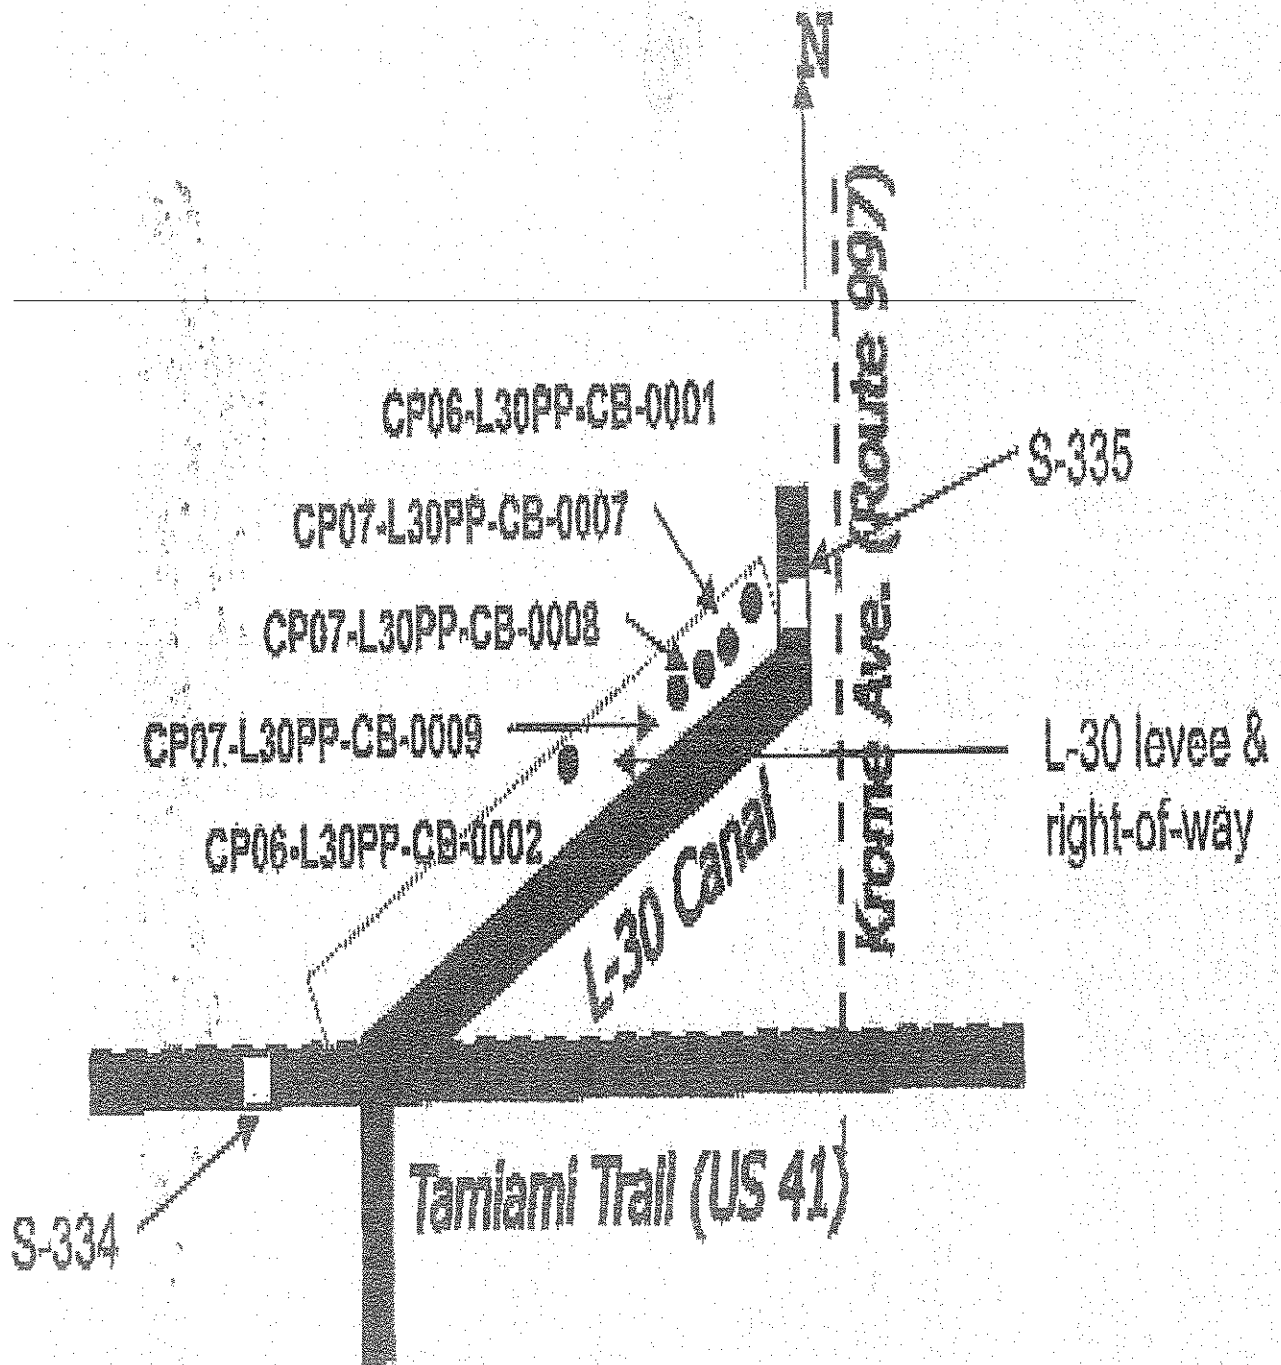 N
Krome Ave. (Route 997)
CP06-L30PP-CB-0001
S-335
CP07-L30PP-CB-0007
CP07-L30PP-CB-0008
CP07-L30PP-CB-0009
L-30 levee &
right-of-way
CP06-L30PP-CB-0002
L-30 Canal
Tamiami Trail (US 41)
S-334